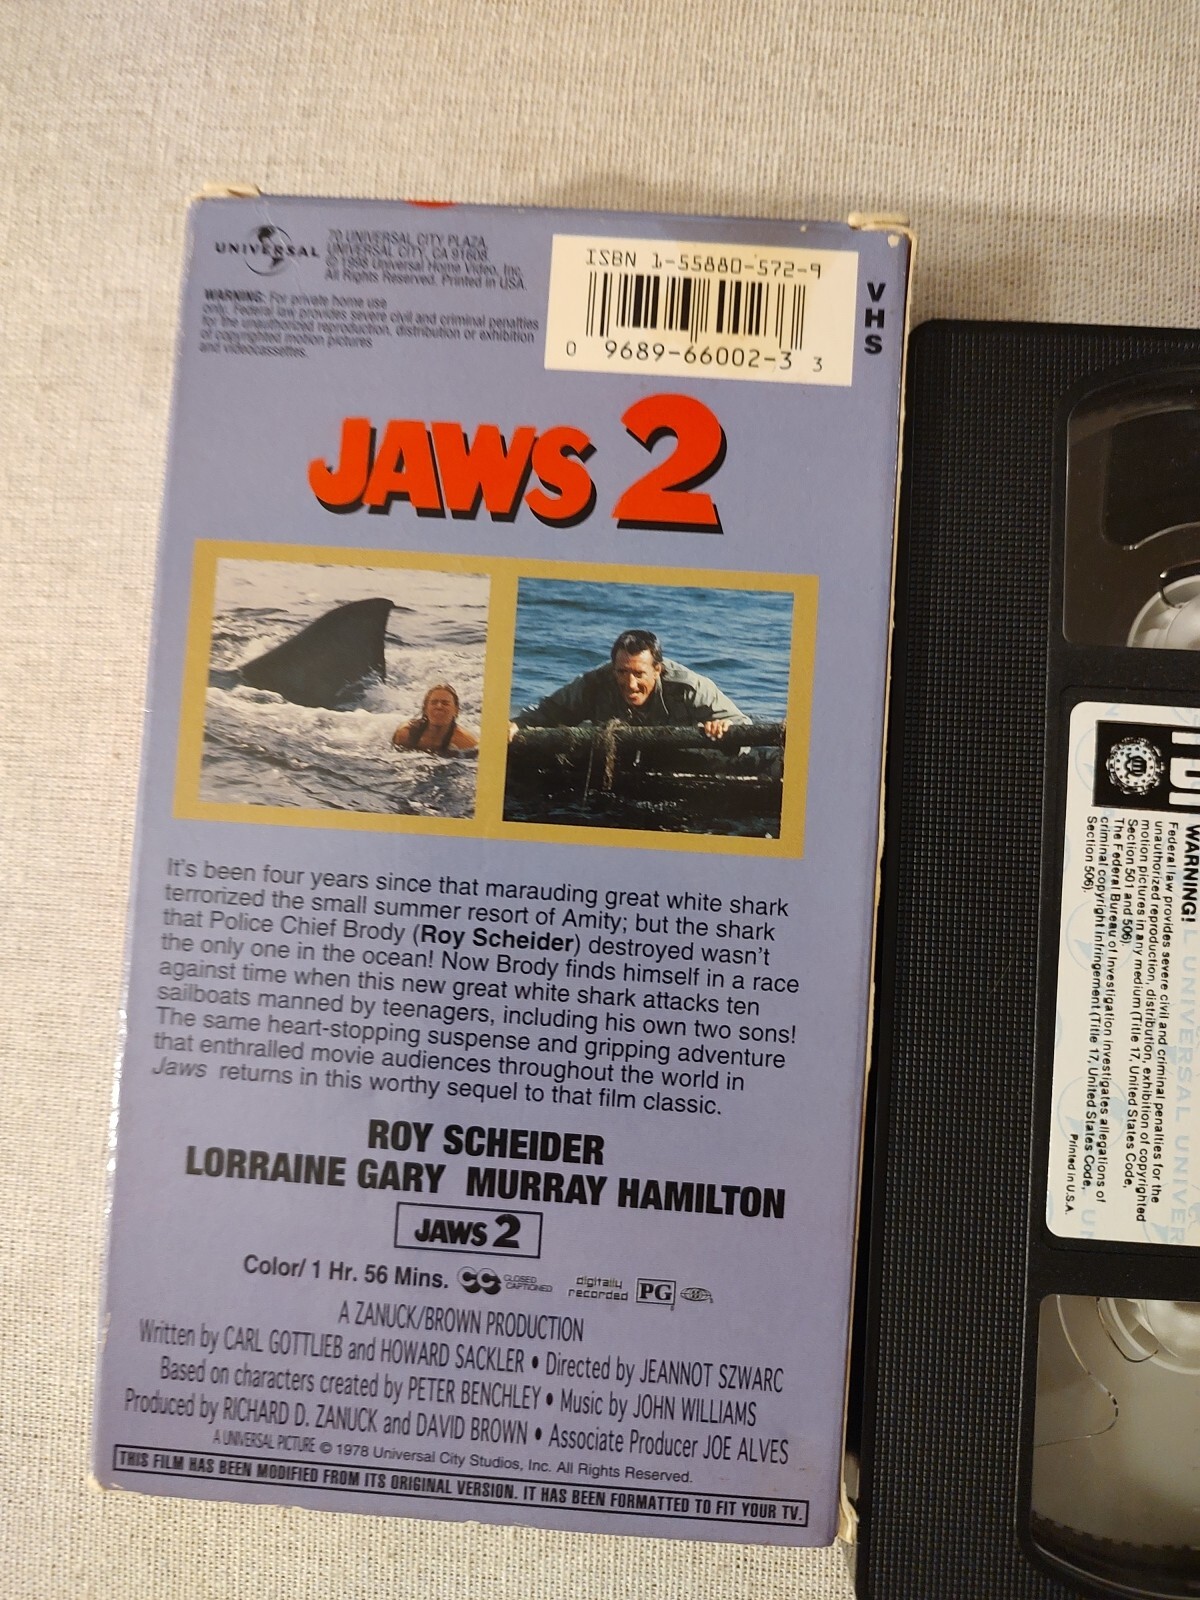 UNIVERSAL
70 UNIVERSAL CITY PLAZA,
UNIVERSAL CITY, CA 91608.
© 1998 Universal Home Video, Inc.
All Rights Reserved. Printed in USA.
WARNING: For private home use
only. Federal law provides severe civil and criminal penalties
for the unauthorized reproduction, distribution or exhibition
of copyrighted motion pictures
and videocassettes.
ISBN 1-55880-572-9
0 9689-66002-3 3
VHS
JAWS 2
It's been four years since that marauding great white shark
terrorized the small summer resort of Amity; but the shark
that Police Chief Brody (Roy Scheider) destroyed wasn't
the only one in the ocean! Now Brody finds himself in a race
against time when this new great white shark attacks ten
sailboats manned by teenagers, including his own two sons!
The same heart-stopping suspense and gripping adventure
that enthralled movie audiences throughout the world in
Jaws returns in this worthy sequel to that film classic.
ROY SCHEIDER
LORRAINE GARY MURRAY HAMILTON
JAWS 2
Color/ 1 Hr. 56 Mins. CC CLOSED CAPTIONED digitally recorded PG
A ZANUCK/BROWN PRODUCTION
Written by CARL GOTTLIEB and HOWARD SACKLER • Directed by JEANNOT SZWARC
Based on characters created by PETER BENCHLEY • Music by JOHN WILLIAMS
Produced by RICHARD D. ZANUCK and DAVID BROWN • Associate Producer JOE ALVES
A UNIVERSAL PICTURE © 1978 Universal City Studios, Inc. All Rights Reserved.
THIS FILM HAS BEEN MODIFIED FROM ITS ORIGINAL VERSION. IT HAS BEEN FORMATTED TO FIT YOUR TV.
WARNING!
Federal law provides severe civil and criminal penalties for the
unauthorized reproduction, distribution, exhibition of copyrighted
motion pictures in any medium (Title 17, United States Code,
Section 501 and 506).
The Federal Bureau of Investigation investigates allegations of
criminal copyright infringement (Title 17, United States Code,
Section 506).
Printed in U.S.A.
UNIVERSAL